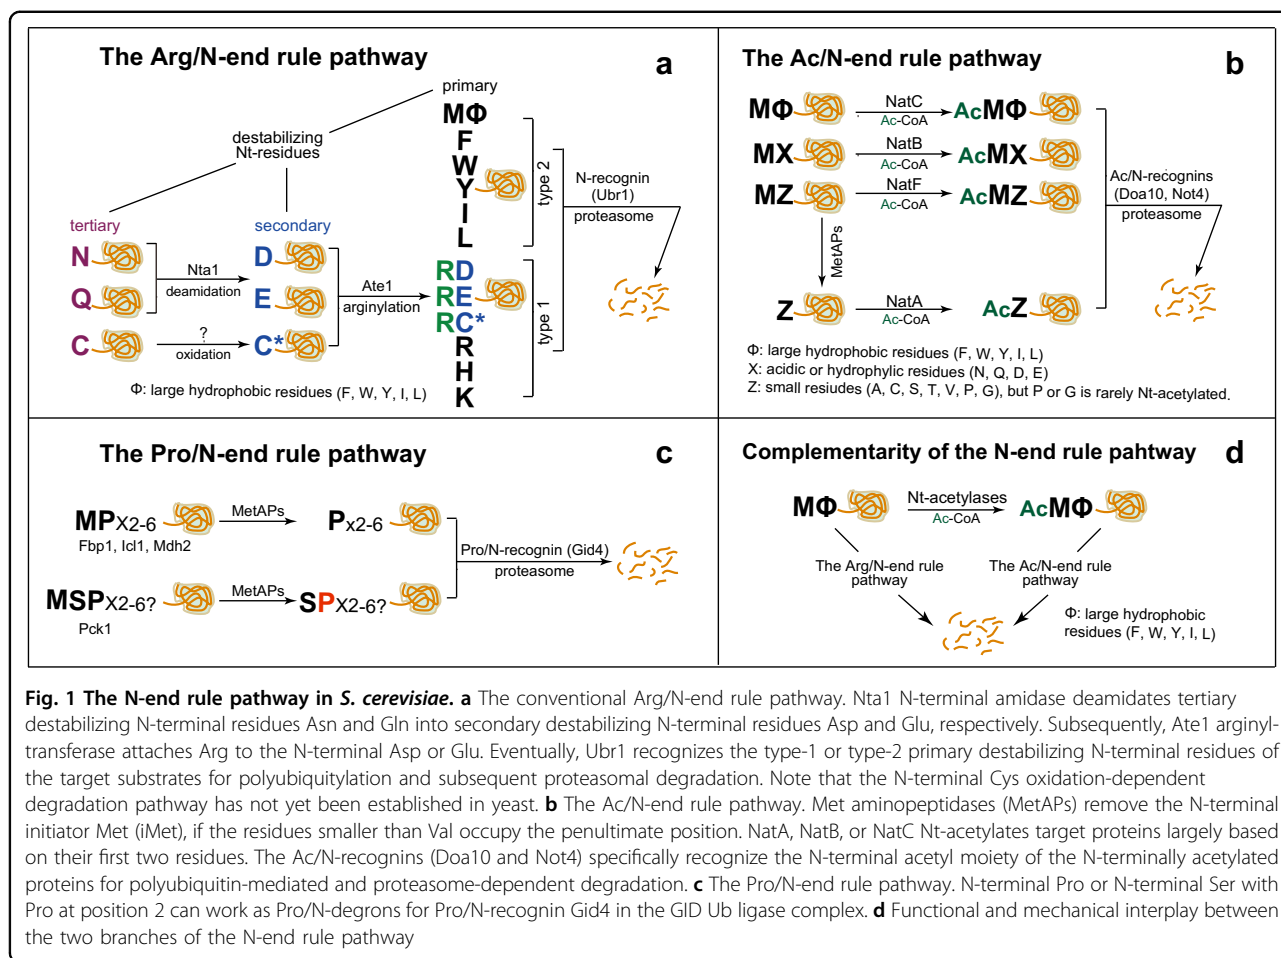 The Arg/N-end rule pathway
a
primary
destabilizing
Nt-residues
tertiary
secondary
N
Q
C
Nta1
deamidation
?
oxidation
D
E
C*
Ate1
arginylation
MΦ
F
W
Y
I
L
type 2
RD
RE
RC*
R
H
K
type 1
N-recognin
(Ubr1)
proteasome
Φ: large hydrophobic residues (F, W, Y, I, L)
The Ac/N-end rule pathway
b
MΦ
NatC
Ac-CoA
AcMΦ
MX
NatB
Ac-CoA
AcMX
MZ
NatF
Ac-CoA
AcMZ
MetAPs
Z
NatA
Ac-CoA
AcZ
Ac/N-recognins
(Doa10, Not4)
proteasome
Φ: large hydrophobic residues (F, W, Y, I, L)
X: acidic or hydrophylic residues (N, Q, D, E)
Z: small resiudes (A, C, S, T, V, P, G), but P or G is rarely Nt-acetylated.
The Pro/N-end rule pathway
c
MPX2-6
Fbp1, Icl1, Mdh2
MetAPs
Px2-6
MSPX2-6?
Pck1
MetAPs
SPX2-6?
Pro/N-recognin (Gid4)
proteasome
Complementarity of the N-end rule pahtway
d
MΦ
Nt-acetylases
Ac-CoA
AcMΦ
The Arg/N-end rule
pathway
The Ac/N-end rule
pathway
Φ: large hydrophobic
residues (F, W, Y, I, L)
Fig. 1 The N-end rule pathway in S. cerevisiae. a The conventional Arg/N-end rule pathway. Nta1 N-terminal amidase deamidates tertiary
destabilizing N-terminal residues Asn and Gln into secondary destabilizing N-terminal residues Asp and Glu, respectively. Subsequently, Ate1 arginyl-
transferase attaches Arg to the N-terminal Asp or Glu. Eventually, Ubr1 recognizes the type-1 or type-2 primary destabilizing N-terminal residues of
the target substrates for polyubiquitylation and subsequent proteasomal degradation. Note that the N-terminal Cys oxidation-dependent
degradation pathway has not yet been established in yeast. b The Ac/N-end rule pathway. Met aminopeptidases (MetAPs) remove the N-terminal
initiator Met (iMet), if the residues smaller than Val occupy the penultimate position. NatA, NatB, or NatC Nt-acetylates target proteins largely based
on their first two residues. The Ac/N-recognins (Doa10 and Not4) specifically recognize the N-terminal acetyl moiety of the N-terminally acetylated
proteins for polyubiquitin-mediated and proteasome-dependent degradation. c The Pro/N-end rule pathway. N-terminal Pro or N-terminal Ser with
Pro at position 2 can work as Pro/N-degrons for Pro/N-recognin Gid4 in the GID Ub ligase complex. d Functional and mechanical interplay between
the two branches of the N-end rule pathway